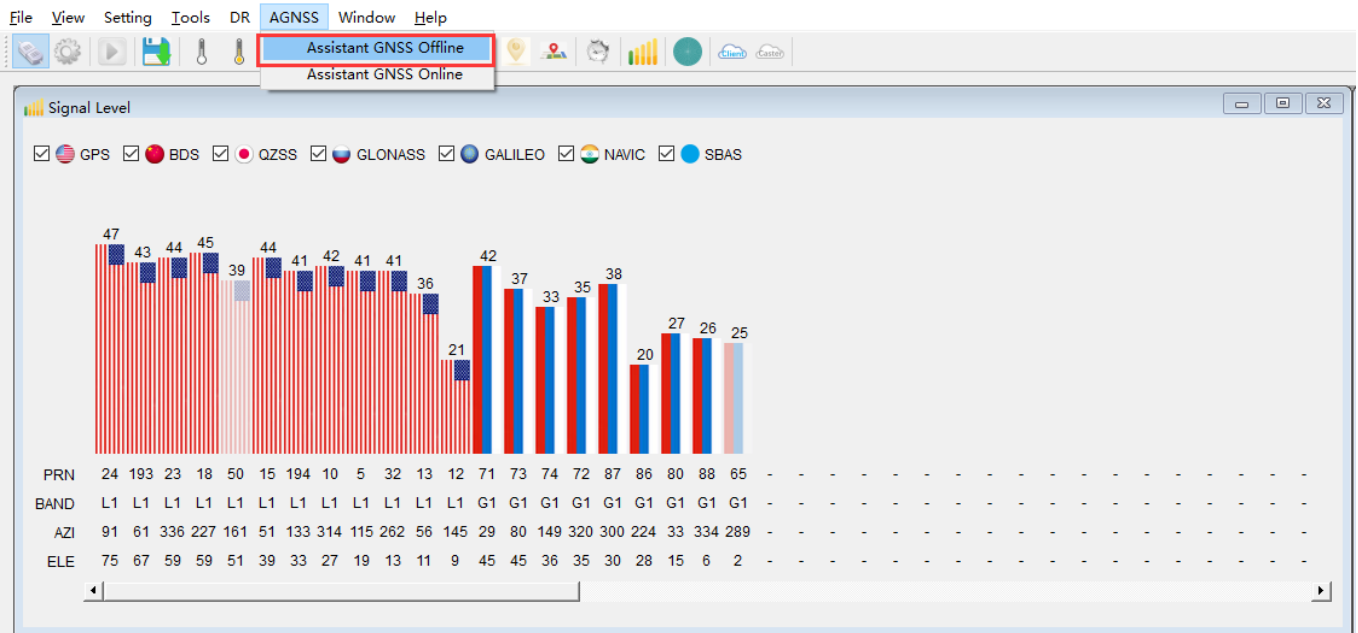 File View Setting Tools DR AGNSS Window Help
Assistant GNSS Offline
Client Caster
Assistant GNSS Online
Signal Level
GPS BDS QZSS GLONASS GALILEO NAVIC SBAS
47 43 44 45 39 44 41 42 41 41 36 21 42 37 33 35 38 20 27 26 25
PRN 24 193 23 18 50 15 194 10 5 32 13 12 71 73 74 72 87 86 80 88 65 - - - - - - - - - - - - - - - - - -
BAND L1 L1 L1 L1 L1 L1 L1 L1 L1 L1 L1 L1 G1 G1 G1 G1 G1 G1 G1 G1 G1 - - - - - - - - - - - - - - - - - -
AZI 91 61 336 227 161 51 133 314 115 262 56 145 29 80 149 320 300 224 33 334 289 - - - - - - - - - - - - - - - - - -
ELE 75 67 59 59 51 39 33 27 19 13 11 9 45 45 36 35 30 28 15 6 2 - - - - - - - - - - - - - - - - - -